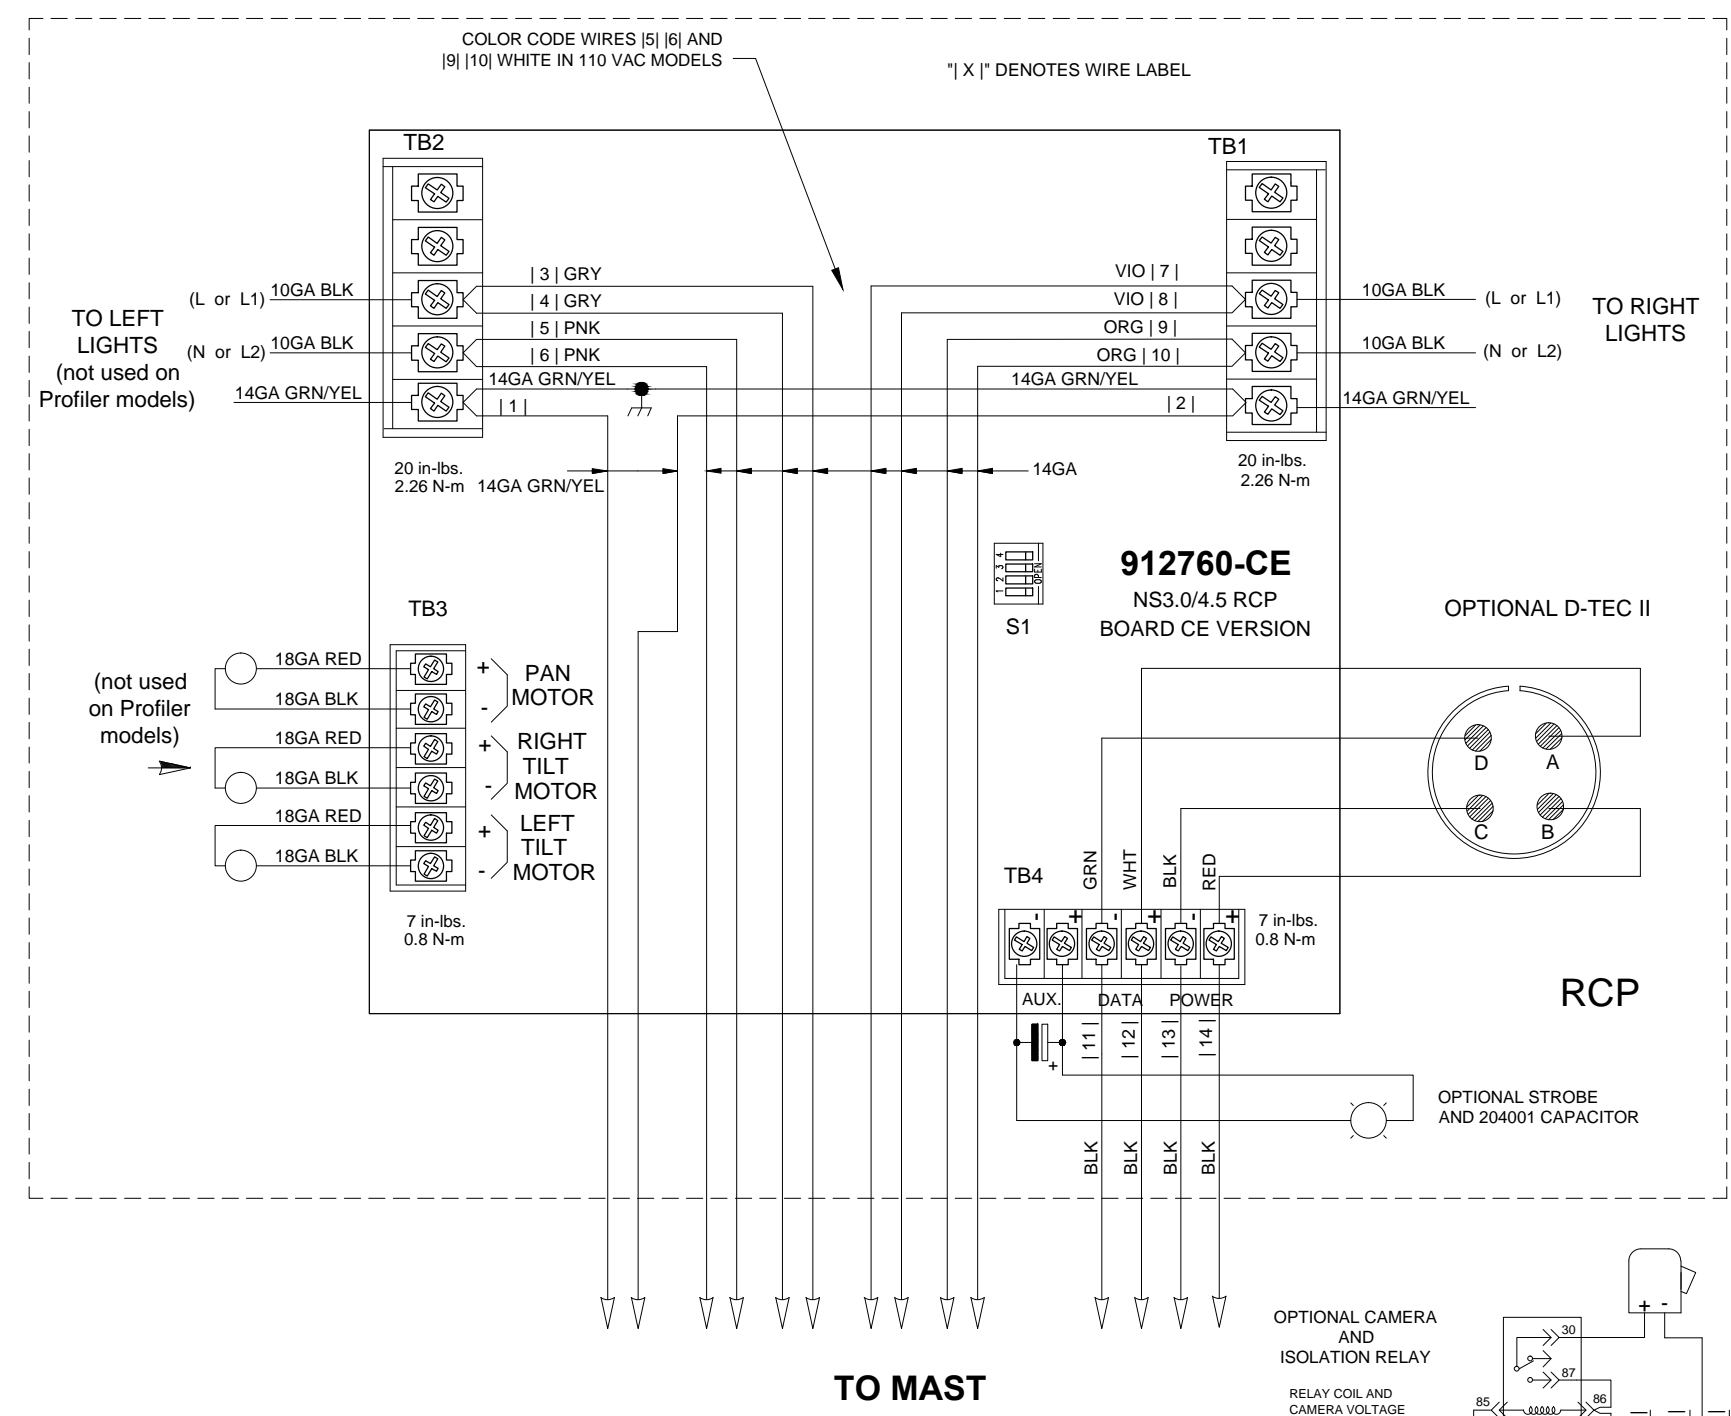 COLOR CODE WIRES |5| |6| AND
|9| |10| WHITE IN 110 VAC MODELS
"| X |" DENOTES WIRE LABEL
TB2
TB1
| 3 | GRY
VIO | 7 |
(L or L1) 10GA BLK
| 4 | GRY
VIO | 8 |
10GA BLK (L or L1)
TO LEFT
LIGHTS
(not used on
Profiler models)
TO RIGHT
LIGHTS
| 5 | PNK
ORG | 9 |
(N or L2) 10GA BLK
| 6 | PNK
ORG | 10 |
10GA BLK (N or L2)
14GA GRN/YEL
14GA GRN/YEL
14GA GRN/YEL
| 1 |
| 2 |
14GA GRN/YEL
20 in-lbs.
2.26 N-m
14GA GRN/YEL
14GA
20 in-lbs.
2.26 N-m
4
3
2
1
OPEN
S1
912760-CE
NS3.0/4.5 RCP
BOARD CE VERSION
OPTIONAL D-TEC II
TB3
(not used
on Profiler
models)
18GA RED
+
18GA BLK
-
PAN
MOTOR
18GA RED
+
18GA BLK
-
RIGHT
TILT
MOTOR
18GA RED
+
18GA BLK
-
LEFT
TILT
MOTOR
7 in-lbs.
0.8 N-m
D
A
C
B
TB4
GRN
WHT
BLK
RED
- + - + - +
7 in-lbs.
0.8 N-m
AUX.
DATA
POWER
RCP
| 11 |
| 12 |
| 13 |
| 14 |
+
OPTIONAL STROBE
AND 204001 CAPACITOR
BLK
BLK
BLK
BLK
TO MAST
OPTIONAL CAMERA
AND
ISOLATION RELAY
+ -
30
87
RELAY COIL AND
CAMERA VOLTAGE
85
86